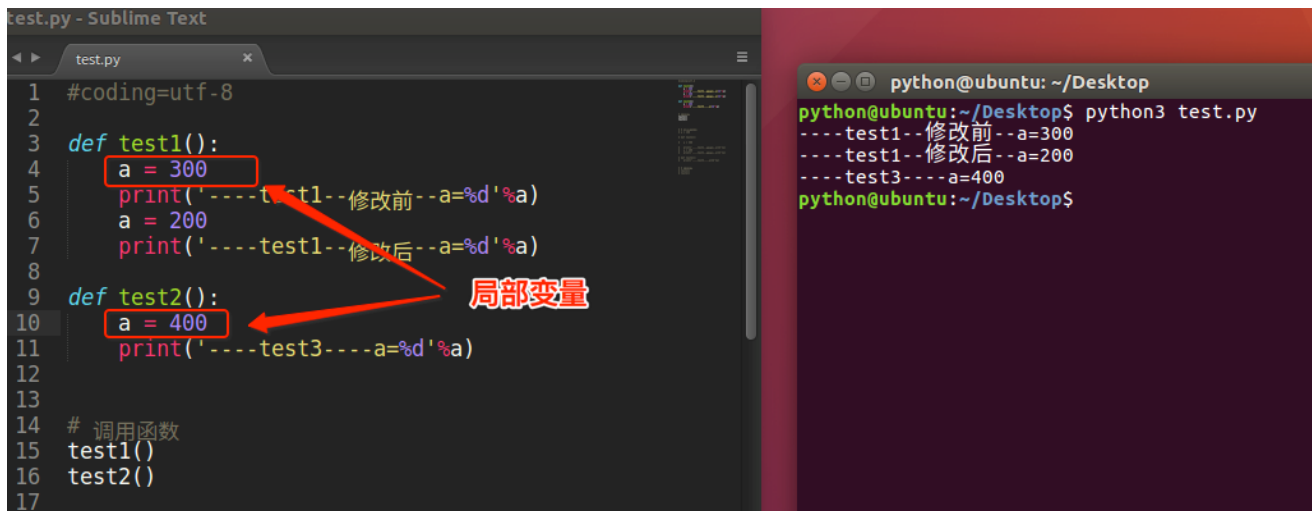 test.py - Sublime Text
test.py
1 #coding=utf-8
2
3 def test1():
4 a = 300
5 print('----test1--修改前--a=%d'%a)
6 a = 200
7 print('----test1--修改后--a=%d'%a)
8
9 def test2():
10 a = 400
11 print('----test3----a=%d'%a)
12
13
14 # 调用函数
15 test1()
16 test2()
17
局部变量
python@ubuntu: ~/Desktop
python@ubuntu:~/Desktop$ python3 test.py
----test1--修改前--a=300
----test1--修改后--a=200
----test3----a=400
python@ubuntu:~/Desktop$